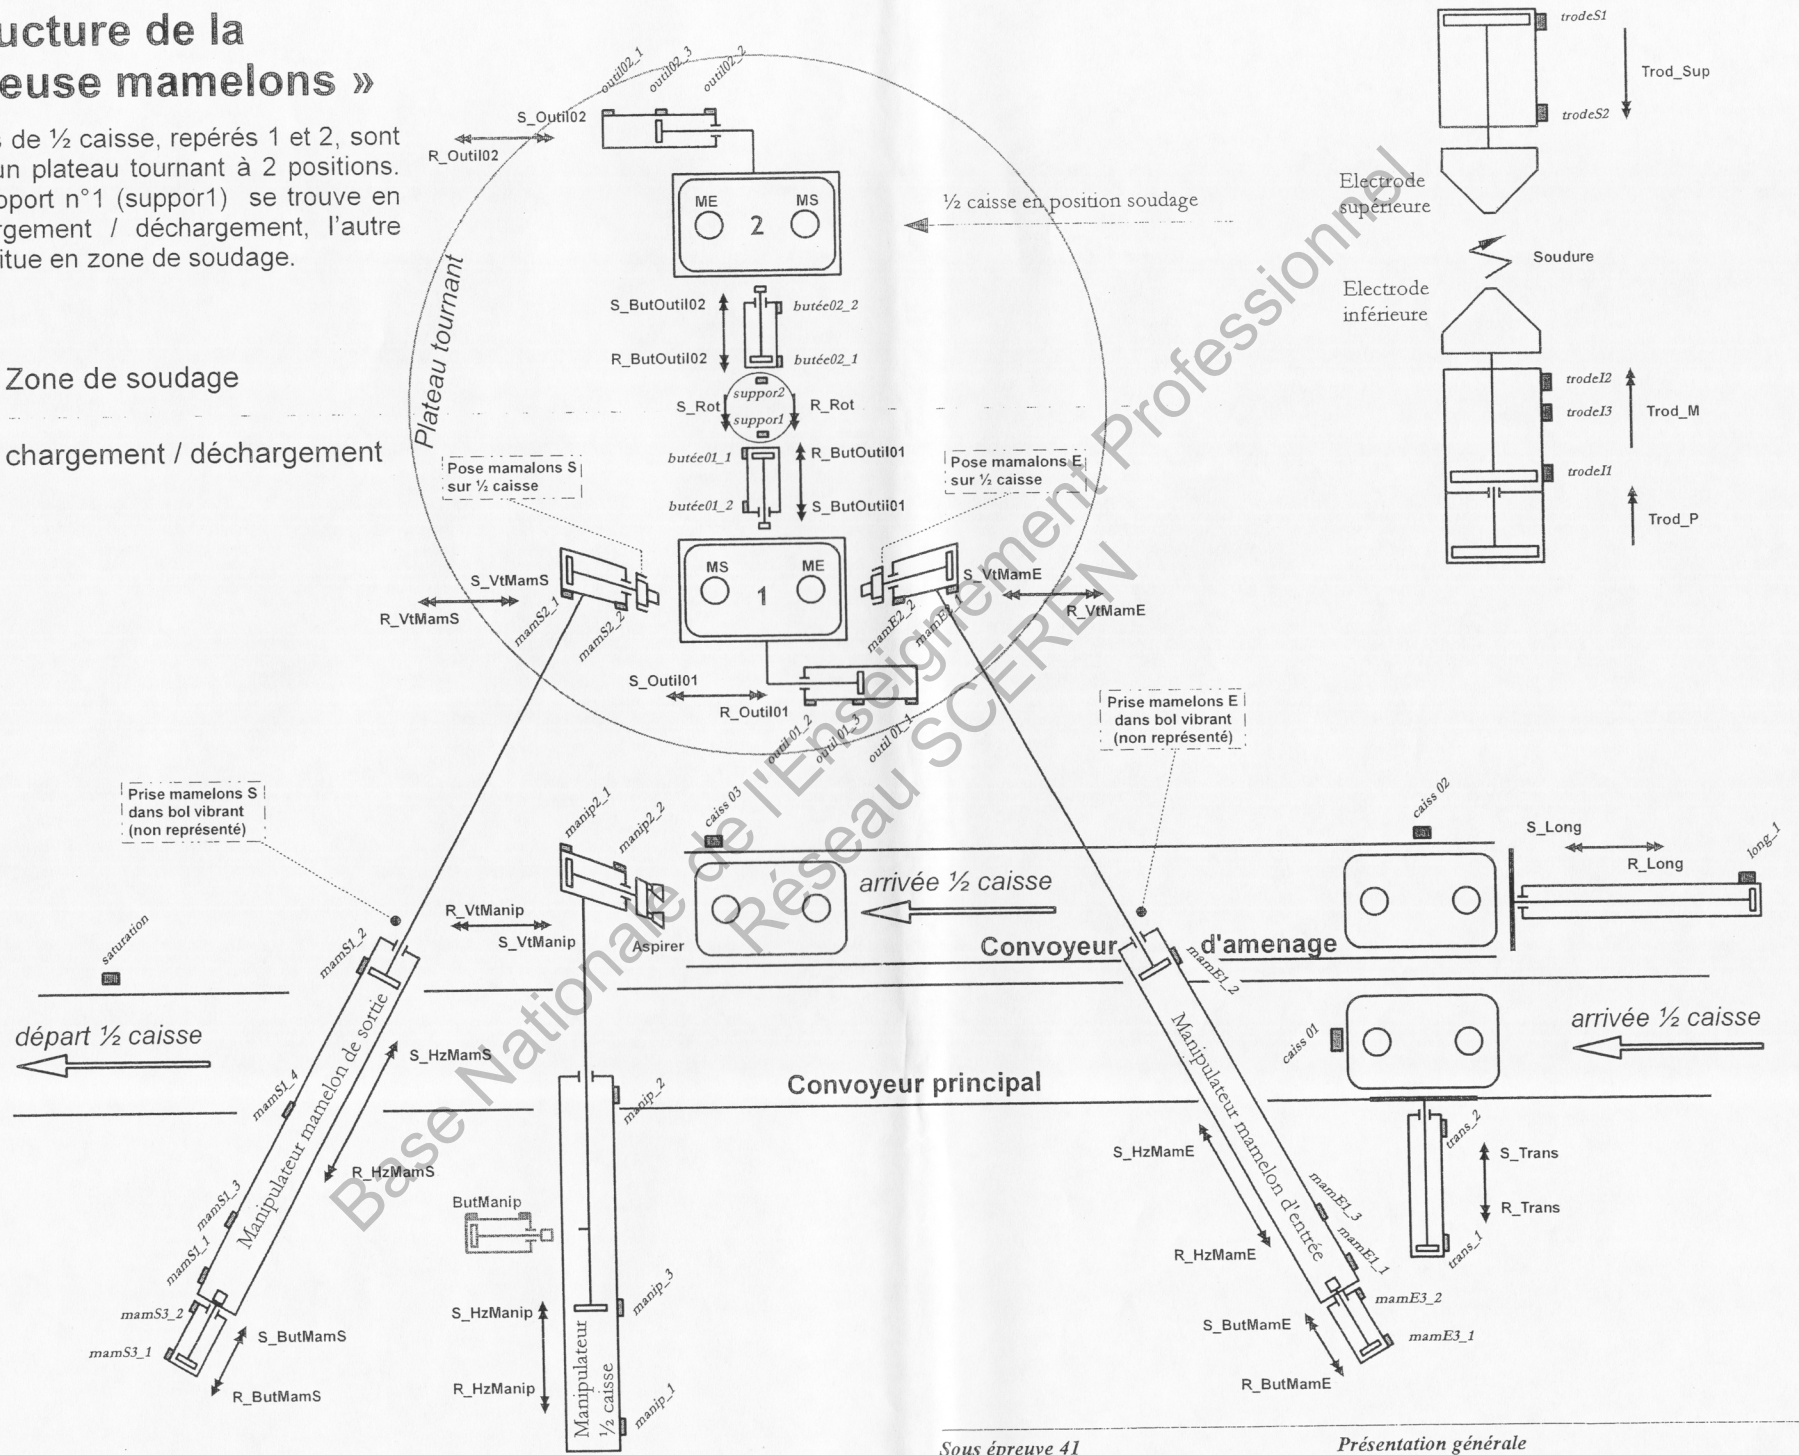 ucture de la
euse mamelons »
s de ½ caisse, repérés 1 et 2, sont
un plateau tournant à 2 positions.
pport n°1 (suppor1) se trouve en
rgement / déchargement, l'autre
itue en zone de soudage.
Zone de soudage
chargement / déchargement
outil02_1
outil02_3
outil02_2
S_Outil02
R_Outil02
ME
MS
2
½ caisse en position soudage
Plateau tournant
S_ButOutil02
butée02_2
R_ButOutil02
butée02_1
suppor2
S_Rot
R_Rot
suppor1
butée01_1
R_ButOutil01
butée01_2
S_ButOutii01
Pose mamalons S
sur ½ caisse
Pose mamalons E
sur ½ caisse
MS
ME
1
S_VtMamS
R_VtMamS
mamS2_1
mamS2_2
S_VtMamE
R_VtMamE
mamE2_2
mamE2_1
S_Outil01
R_Outil01
outil 01_2
outil 01_3
outil 01_1
trodeS1
Trod_Sup
trodeS2
Electrode
supérieure
Soudure
Electrode
inférieure
trodeI2
trodeI3
Trod_M
trodeI1
Trod_P
Prise mamelons S
dans bol vibrant
(non représenté)
Prise mamelons E
dans bol vibrant
(non représenté)
manip2_1
manip2_2
caiss 03
caiss 02
S_Long
R_Long
long_1
arrivée ½ caisse
R_VtManip
S_VtManip
Aspirer
Convoyeur d'amenage
saturation
mamS1_2
mamE1_2
départ ½ caisse
arrivée ½ caisse
caiss 01
Manipulateur mamelon de sortie
S_HzMamS
R_HzMamS
mamS1_4
mamS1_3
mamS1_1
Convoyeur principal
manip_2
ButManip
manip_3
S_HzManip
R_HzManip
Manipulateur
½ caisse
manip_1
Manipulateur mamelon d'entrée
S_HzMamE
R_HzMamE
mamE1_3
mamE1_1
trans_2
S_Trans
R_Trans
trans_1
mamS3_2
mamS3_1
S_ButMamS
R_ButMamS
mamE3_2
mamE3_1
S_ButMamE
R_ButMamE
Base Nationale de l'Enseignement Professionnel
Réseau SCEREN
Sous épreuve 41
Présentation générale